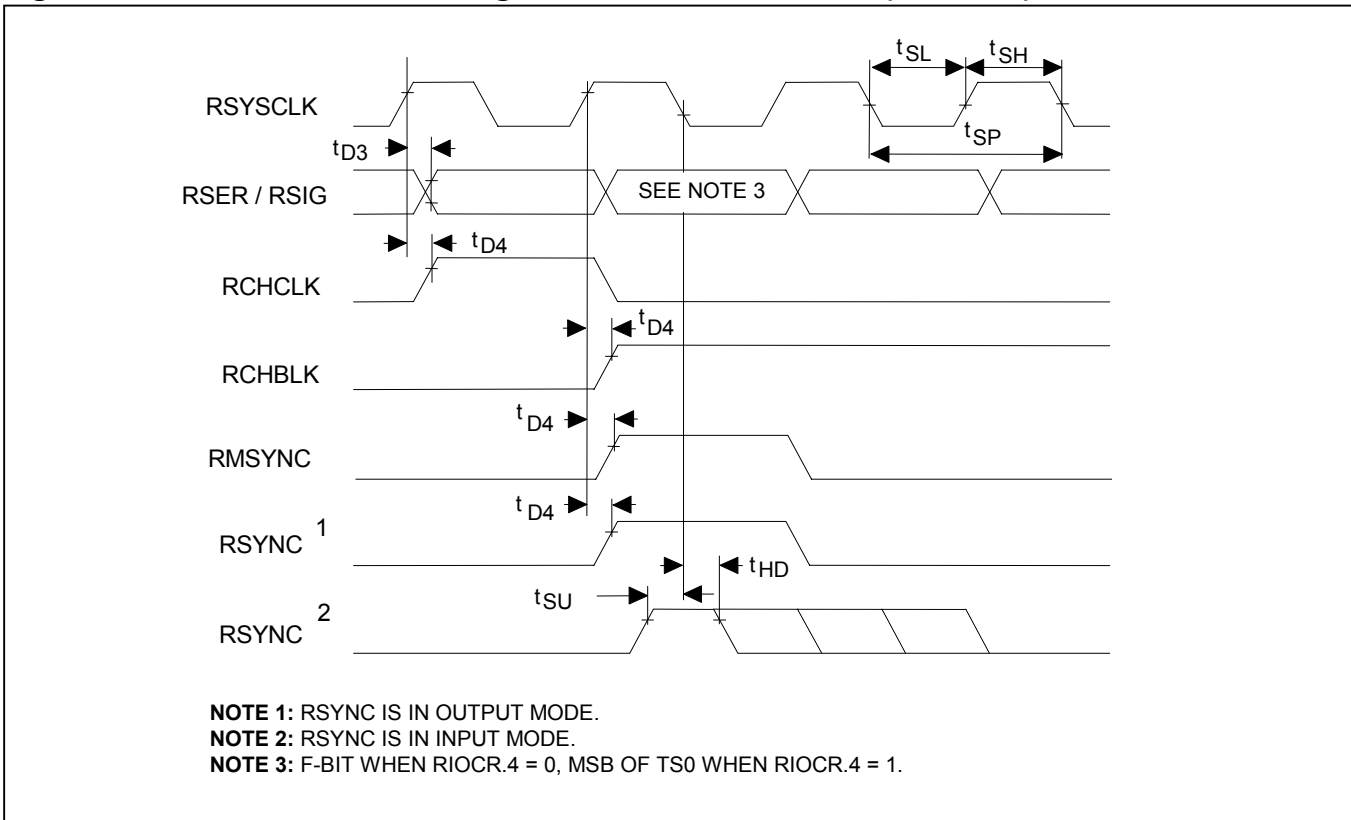 tSL
tSH
RSYSCLK
tSP
tD3
RSER / RSIG
SEE NOTE 3
tD4
RCHCLK
tD4
RCHBLK
tD4
RMSYNC
tD4
RSYNC 1
tHD
tSU
RSYNC 2
NOTE 1: RSYNC IS IN OUTPUT MODE.
NOTE 2: RSYNC IS IN INPUT MODE.
NOTE 3: F-BIT WHEN RIOCR.4 = 0, MSB OF TS0 WHEN RIOCR.4 = 1.